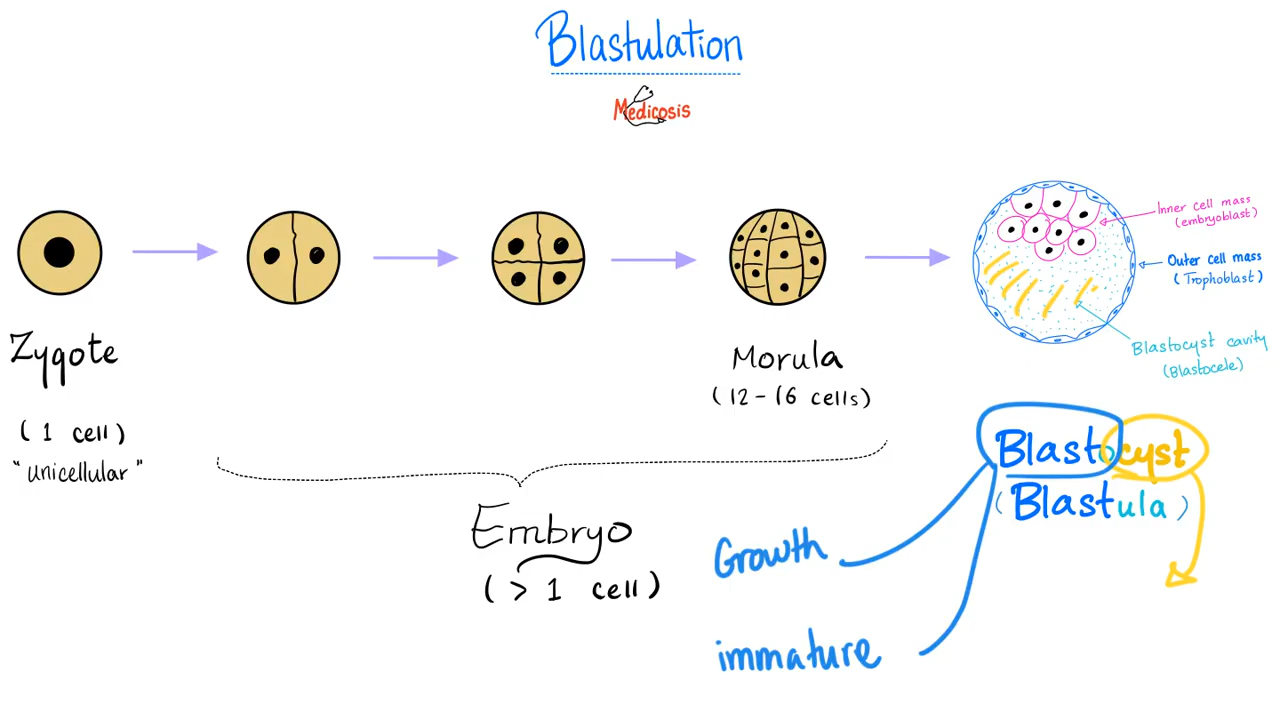 Blastulation
Medicosis
Inner cell mass
(embryoblast)
Outer cell mass
(Trophoblast)
Blastocyst cavity
(Blastocele)
Zygote
(1 cell)
"unicellular"
Morula
(12-16 cells)
Embryo
(> 1 cell)
Blastocyst
(Blastula)
Growth
immature